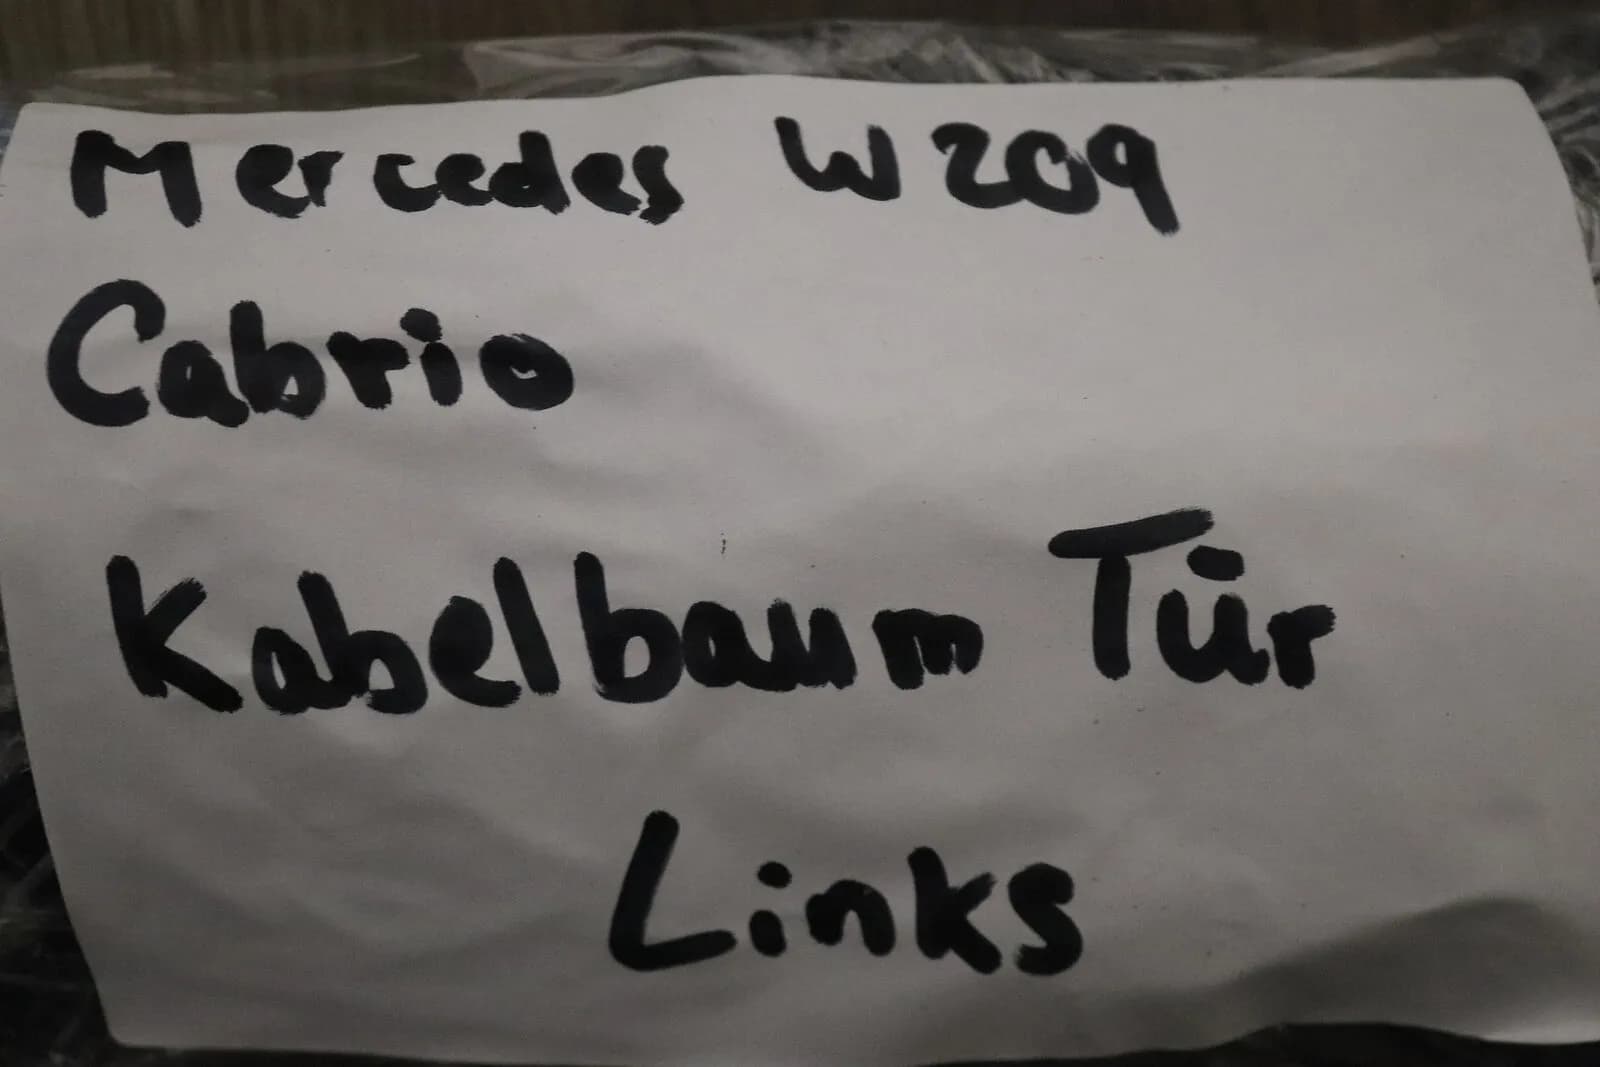 Mercedes W209
Cabrio
Kabelbaum Tür
Links